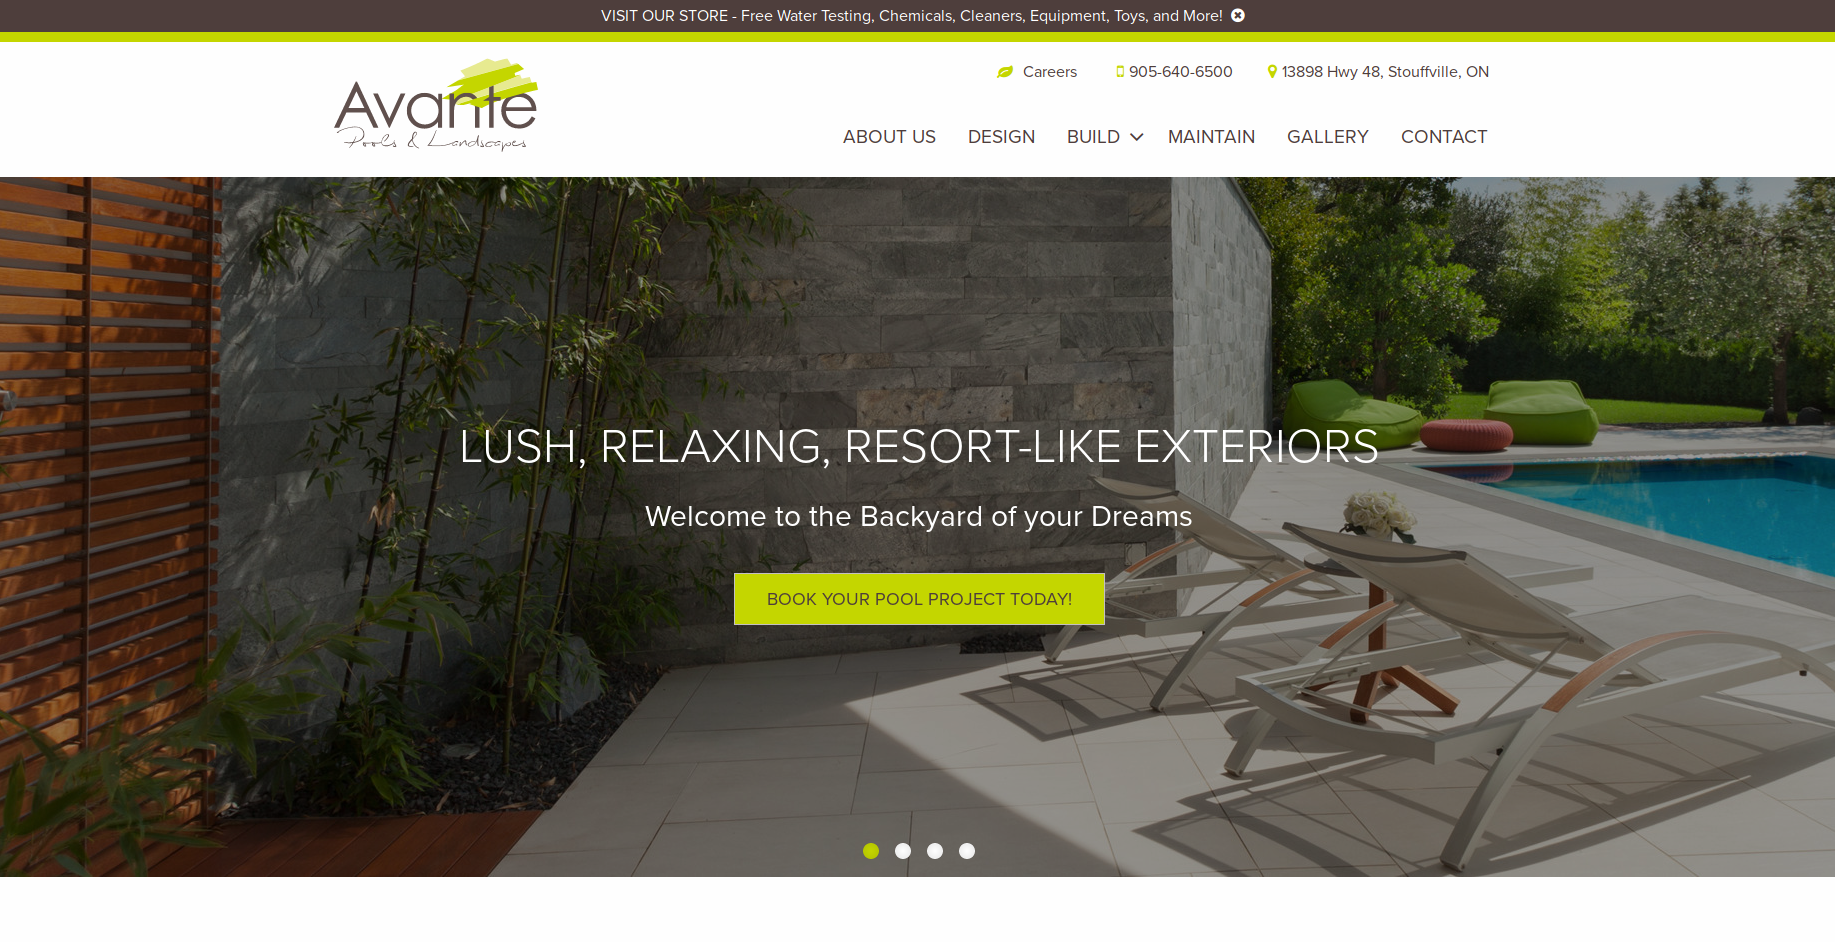 VISIT OUR STORE - Free Water Testing, Chemicals, Cleaners, Equipment, Toys, and More!
Careers
905-640-6500
13898 Hwy 48, Stouffville, ON
Avante
Pools & Landscapes
ABOUT US
DESIGN
BUILD
MAINTAIN
GALLERY
CONTACT
LUSH, RELAXING, RESORT-LIKE EXTERIORS
Welcome to the Backyard of your Dreams
BOOK YOUR POOL PROJECT TODAY!